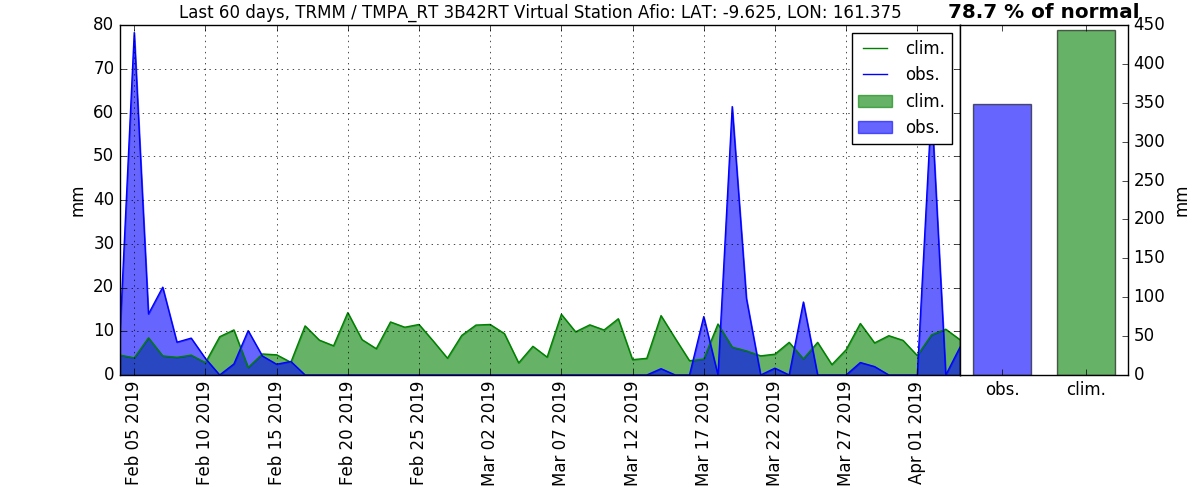 Last 60 days, TRMM / TMPA_RT 3B42RT Virtual Station Afio: LAT: -9.625, LON: 161.375
78.7 % of normal
80
70
60
50
40
30
20
10
0
mm
clim.
obs.
clim.
obs.
450
400
350
300
250
200
150
100
50
0
mm
obs.
clim.
Feb 05 2019
Feb 10 2019
Feb 15 2019
Feb 20 2019
Feb 25 2019
Mar 02 2019
Mar 07 2019
Mar 12 2019
Mar 17 2019
Mar 22 2019
Mar 27 2019
Apr 01 2019